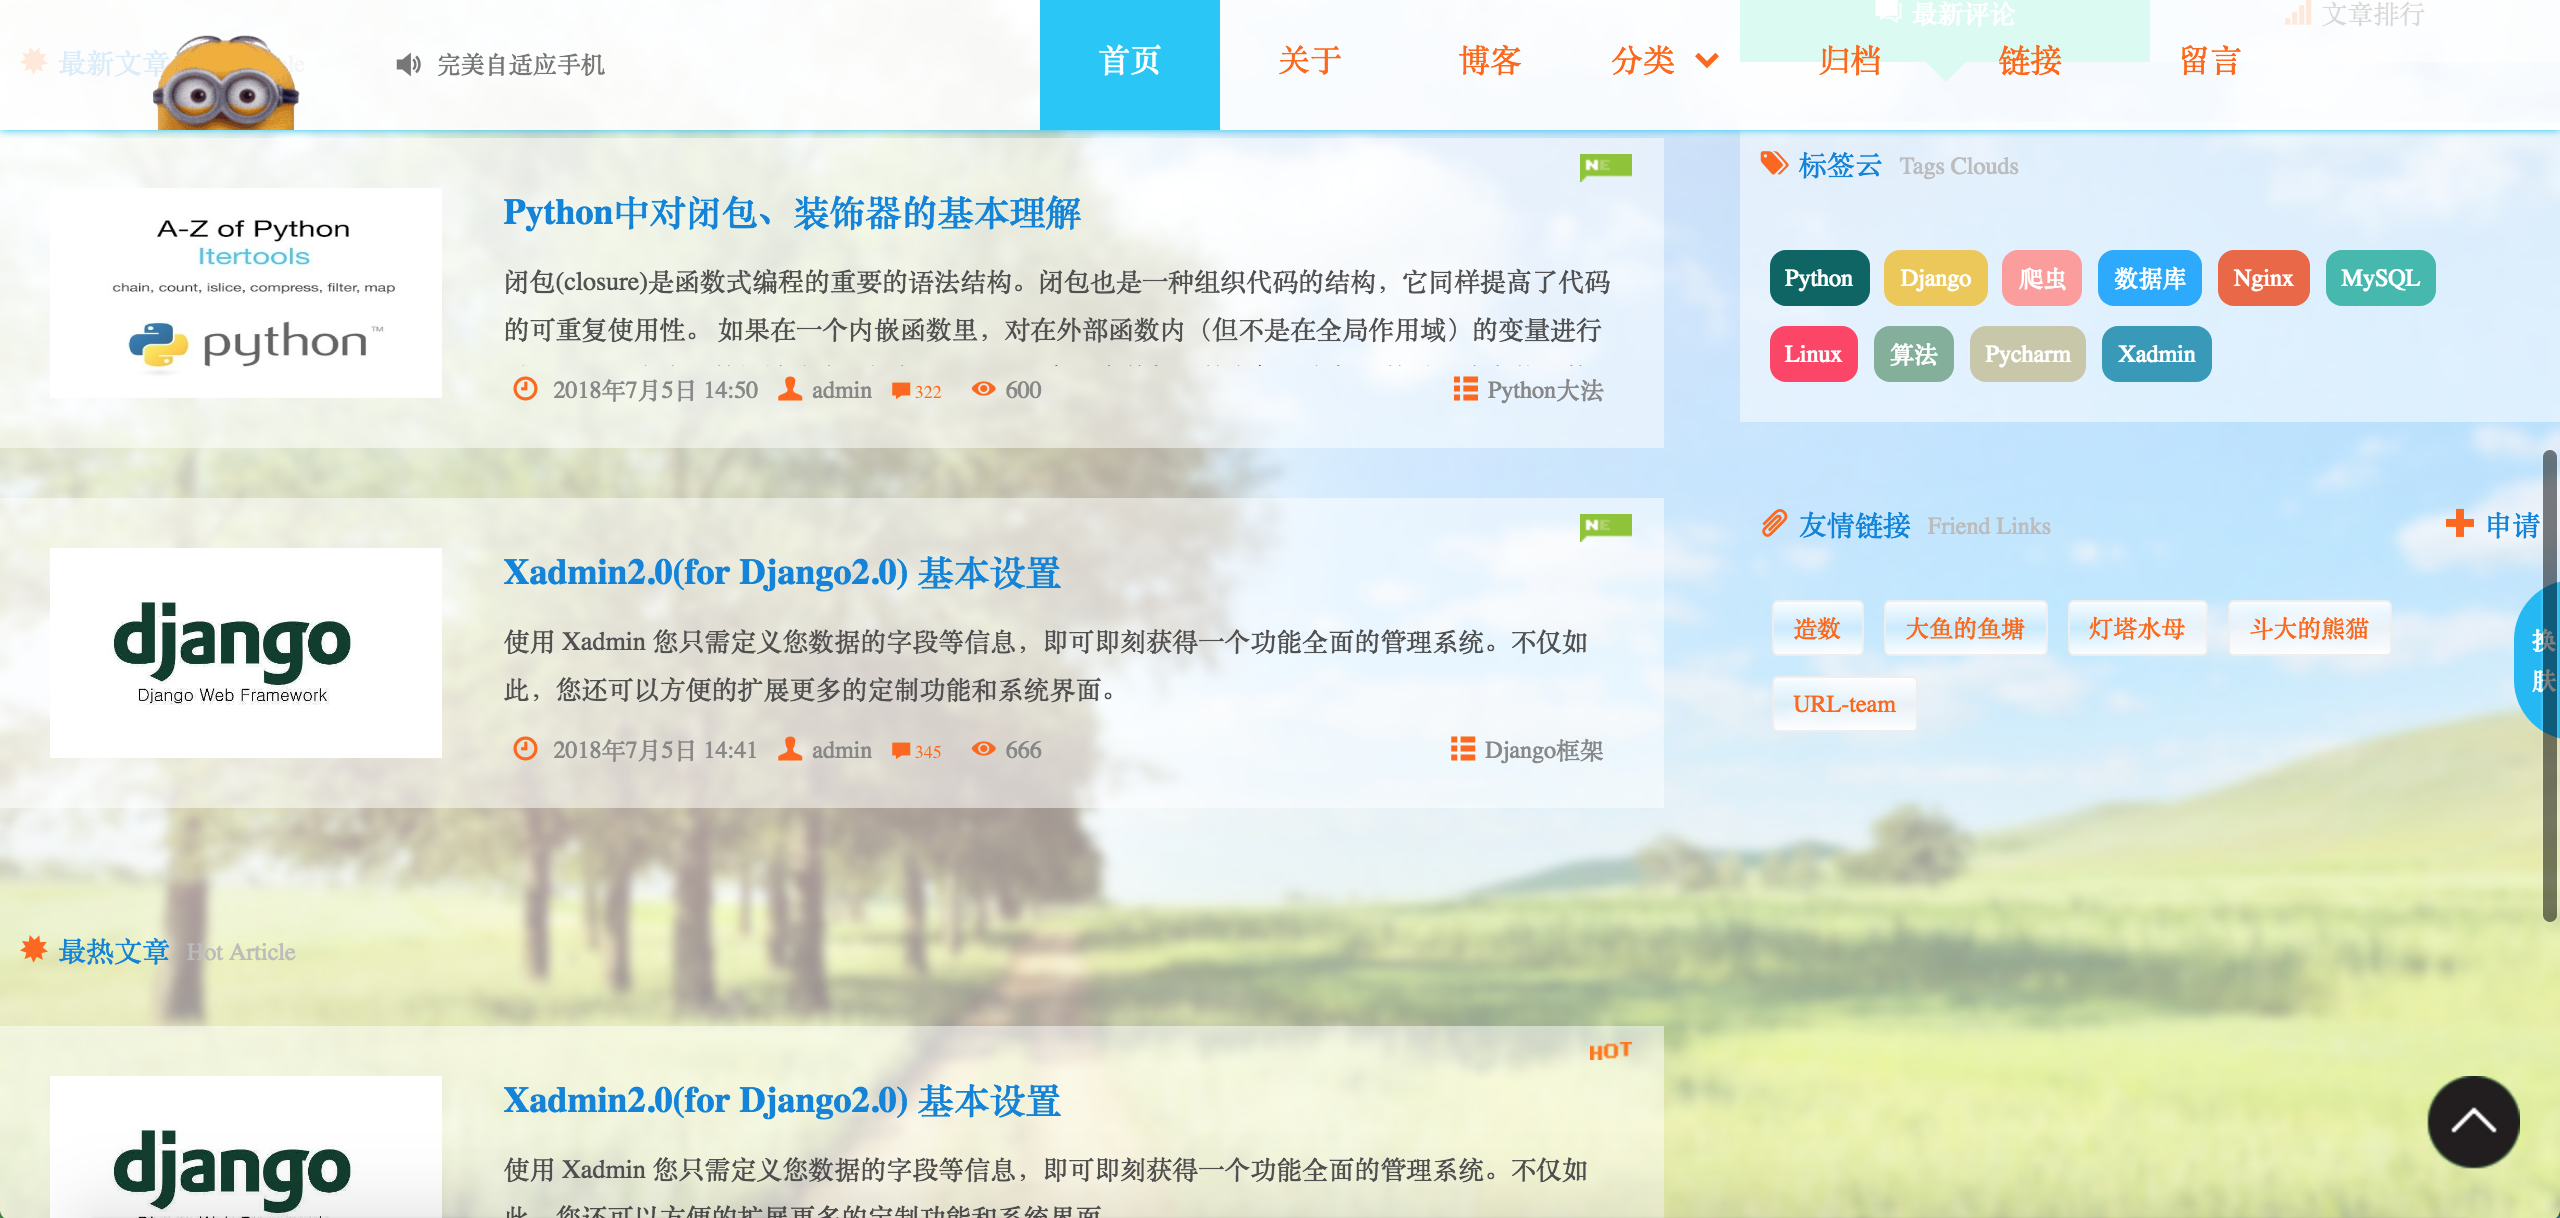 最新评论
文章排行
最新文章
完美自适应手机
首页
关于
博客
分类
归档
链接
留言
A-Z of Python
Itertools
chain, count, islice, compress, filter, map
python™
NE
Python中对闭包、装饰器的基本理解
闭包(closure)是函数式编程的重要的语法结构。闭包也是一种组织代码的结构，它同样提高了代码
的可重复使用性。 如果在一个内嵌函数里，对在外部函数内（但不是在全局作用域）的变量进行
2018年7月5日 14:50 admin 322 600 Python大法
django
Django Web Framework
NE
Xadmin2.0(for Django2.0) 基本设置
使用 Xadmin 您只需定义您数据的字段等信息，即可即刻获得一个功能全面的管理系统。不仅如
此，您还可以方便的扩展更多的定制功能和系统界面。
2018年7月5日 14:41 admin 345 666 Django框架
最热文章 Hot Article
django
HOT
Xadmin2.0(for Django2.0) 基本设置
使用 Xadmin 您只需定义您数据的字段等信息，即可即刻获得一个功能全面的管理系统。不仅如
此，您还可以方便的扩展更多的定制功能和系统界面
标签云 Tags Clouds
Python Django 爬虫 数据库 Nginx MySQL
Linux 算法 Pycharm Xadmin
友情链接 Friend Links 申请
造数 大鱼的鱼塘 灯塔水母 斗大的熊猫
URL-team
换
肤